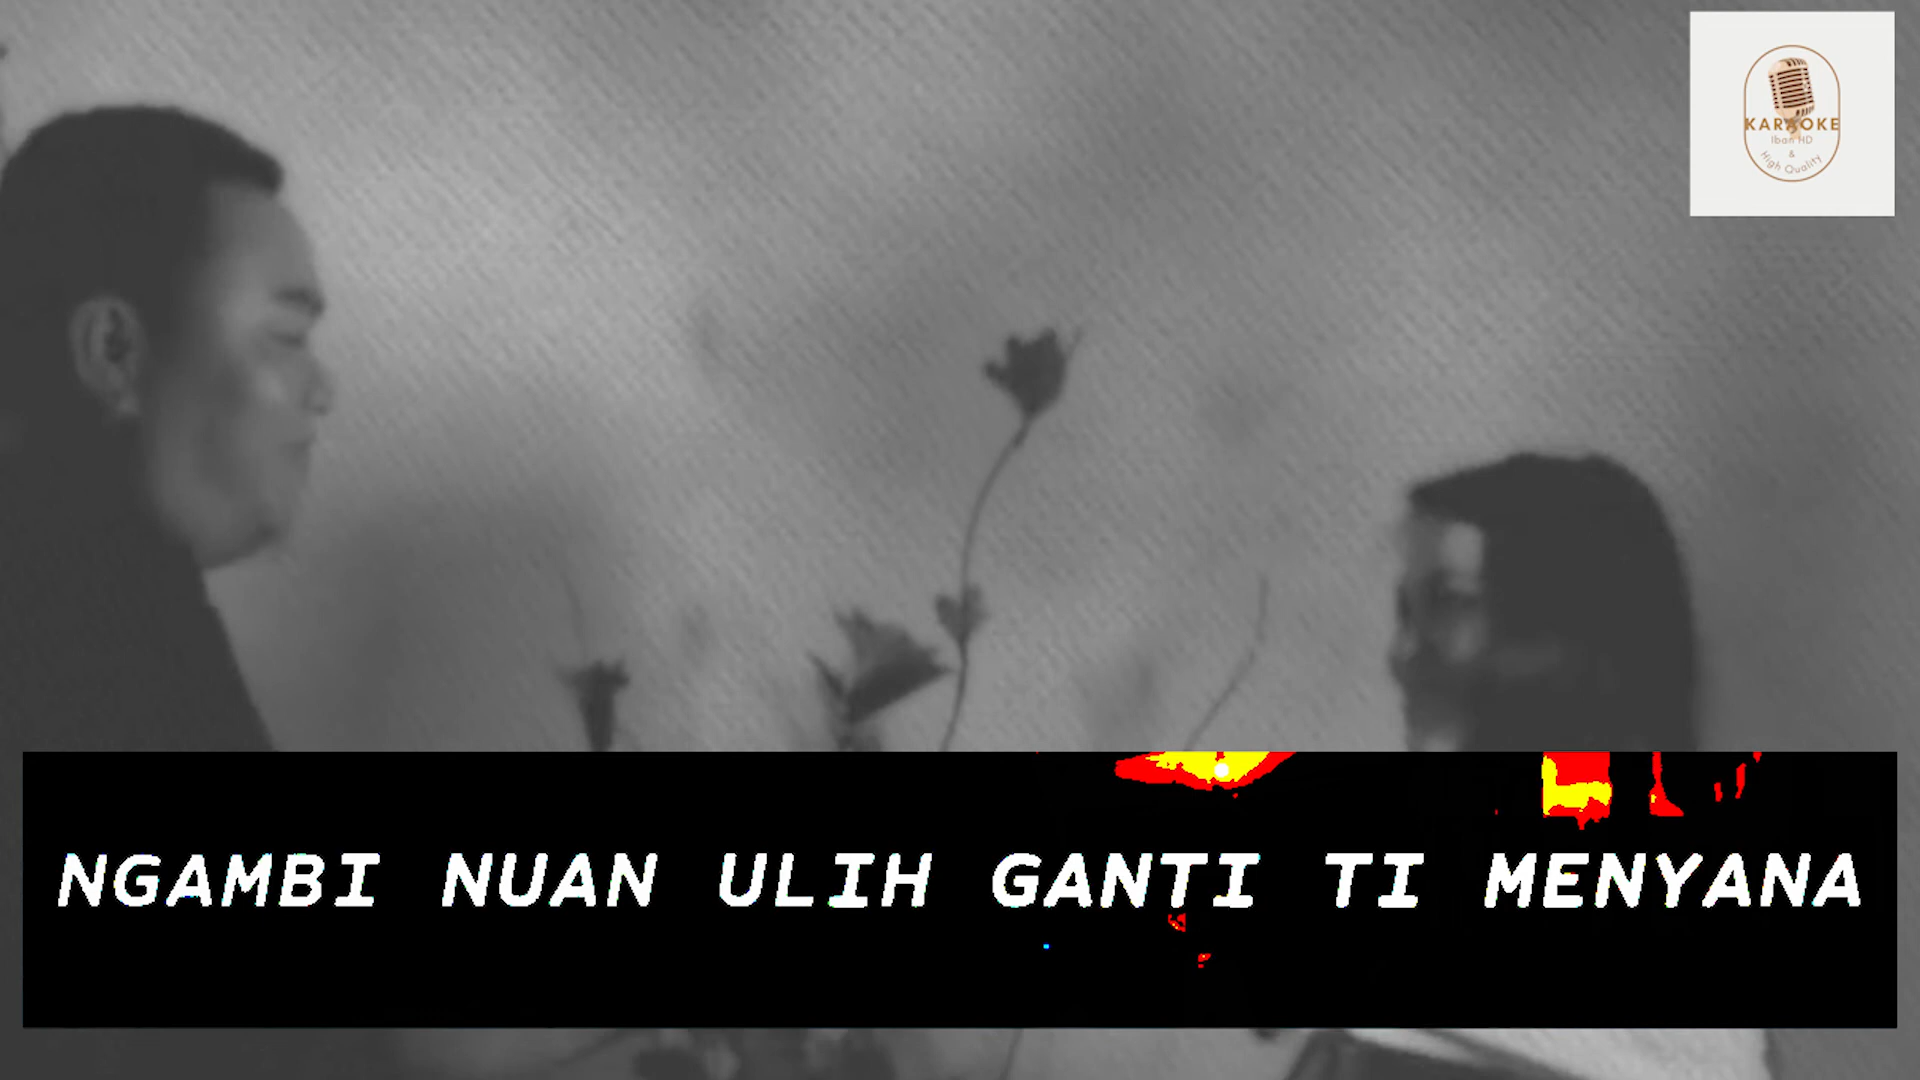 KARAOKE
Iban HD
&
High Quality
NGAMBI NUAN ULIH GANTI TI MENYANA